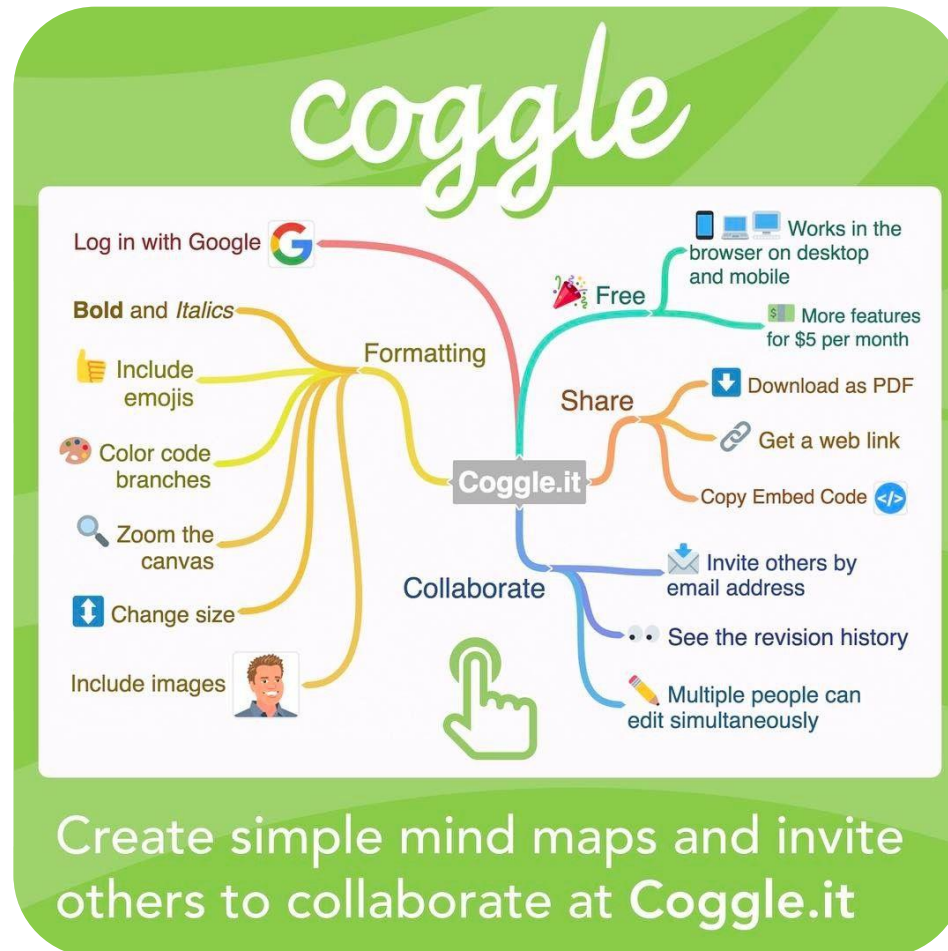 coggle
Log in with Google
Bold and Italics
Formatting
Include
emojis
Color code
branches
Zoom the
canvas
Change size
Include images
Coggle.it
Free
Works in the
browser on desktop
and mobile
More features
for $5 per month
Share
Download as PDF
Get a web link
Copy Embed Code
Collaborate
Invite others by
email address
See the revision history
Multiple people can
edit simultaneously
Create simple mind maps and invite
others to collaborate at Coggle.it